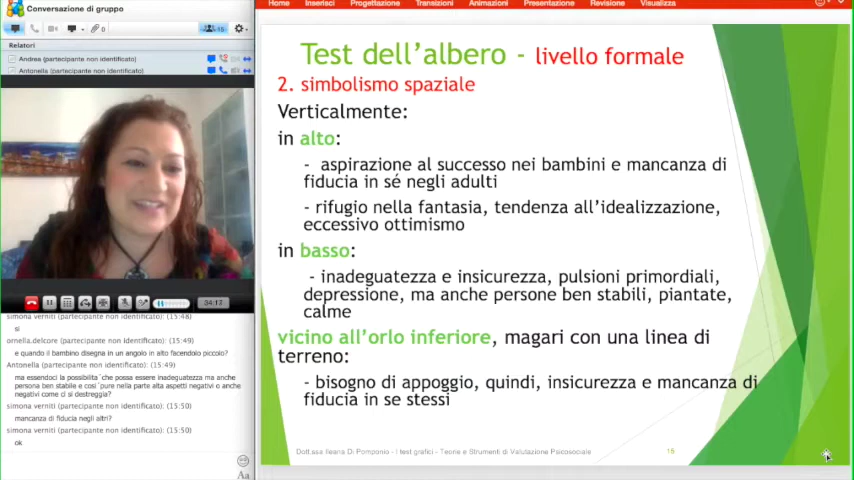 Conversazione di gruppo
Home Inserisci Progettazione Transizioni Animazioni Presentazione Revisione Visualizza
15
0
Relatori
Andrea (partecipante non identificato)
Antonella (partecipante non identificato)
34:17
simona verniti (partecipante non identificato): (15:48)
si
ornella.delcore (partecipante non identificato): (15:49)
e quando il bambino disegna in un angolo in alto facendolo piccolo?
Antonella (partecipante non identificato): (15:49)
ma essendoci la possibilita`che possa essere inadeguatezza ma anche
persona ben stabile e cosi`pure nella parte alta aspetti negativi o anche
negativi come ci si destreggia?
simona verniti (partecipante non identificato): (15:50)
mancanza di fiducia negli altri?
simona verniti (partecipante non identificato): (15:50)
ok
Aa
Test dell'albero - livello formale
2. simbolismo spaziale
Verticalmente:
in alto:
- aspirazione al successo nei bambini e mancanza di
fiducia in sé negli adulti
- rifugio nella fantasia, tendenza all'idealizzazione,
eccessivo ottimismo
in basso:
- inadeguatezza e insicurezza, pulsioni primordiali,
depressione, ma anche persone ben stabili, piantate,
calme
vicino all'orlo inferiore, magari con una linea di
terreno:
- bisogno di appoggio, quindi, insicurezza e mancanza di
fiducia in se stessi
Dott.ssa Ileana Di Pomponio - I test grafici - Teorie e Strumenti di Valutazione Psicosociale
15